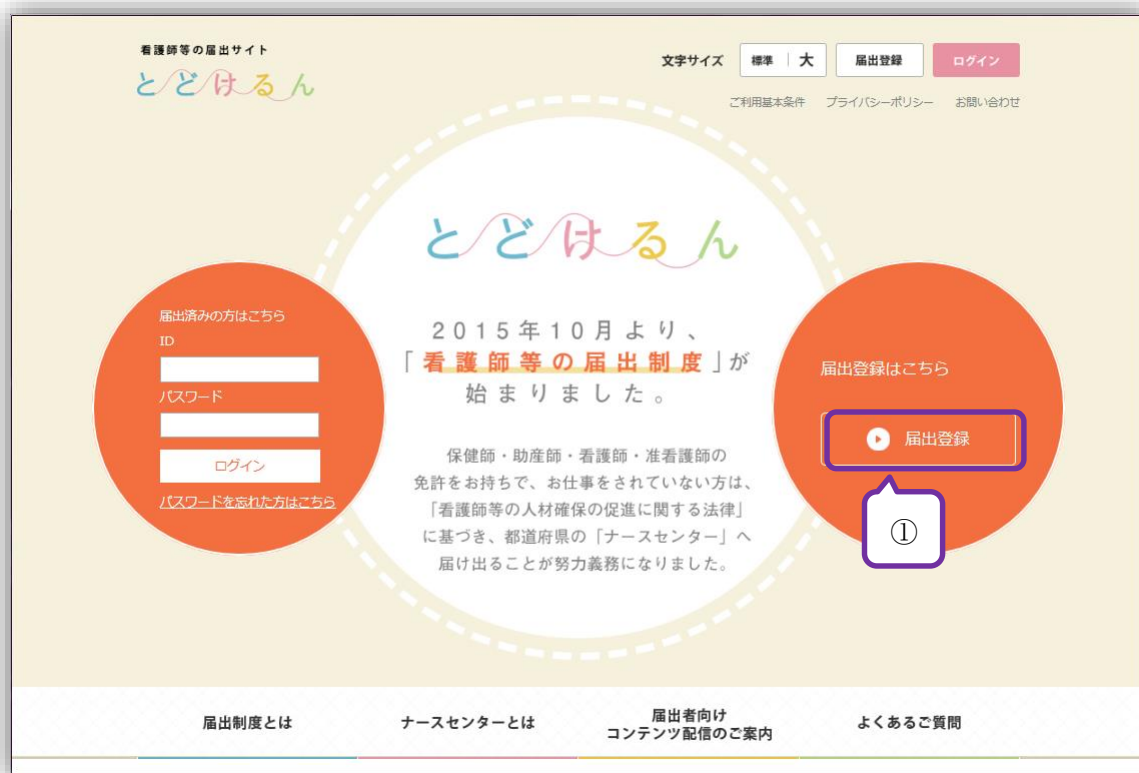 看護師等の届出サイト
とどけるん
文字サイズ 標準 大 届出登録 ログイン
ご利用基本条件 プライバシーポリシー お問い合わせ
とどけるん
2015年10月より、
「看護師等の届出制度」が
始まりました。
保健師・助産師・看護師・准看護師の
免許をお持ちで、お仕事をされていない方は、
「看護師等の人材確保の促進に関する法律」
に基づき、都道府県の「ナースセンター」へ
届け出ることが努力義務になりました。
届出済みの方はこちら
ID
パスワード
ログイン
パスワードを忘れた方はこちら
届出登録はこちら
届出登録
①
届出制度とは
ナースセンターとは
届出者向け
コンテンツ配信のご案内
よくあるご質問